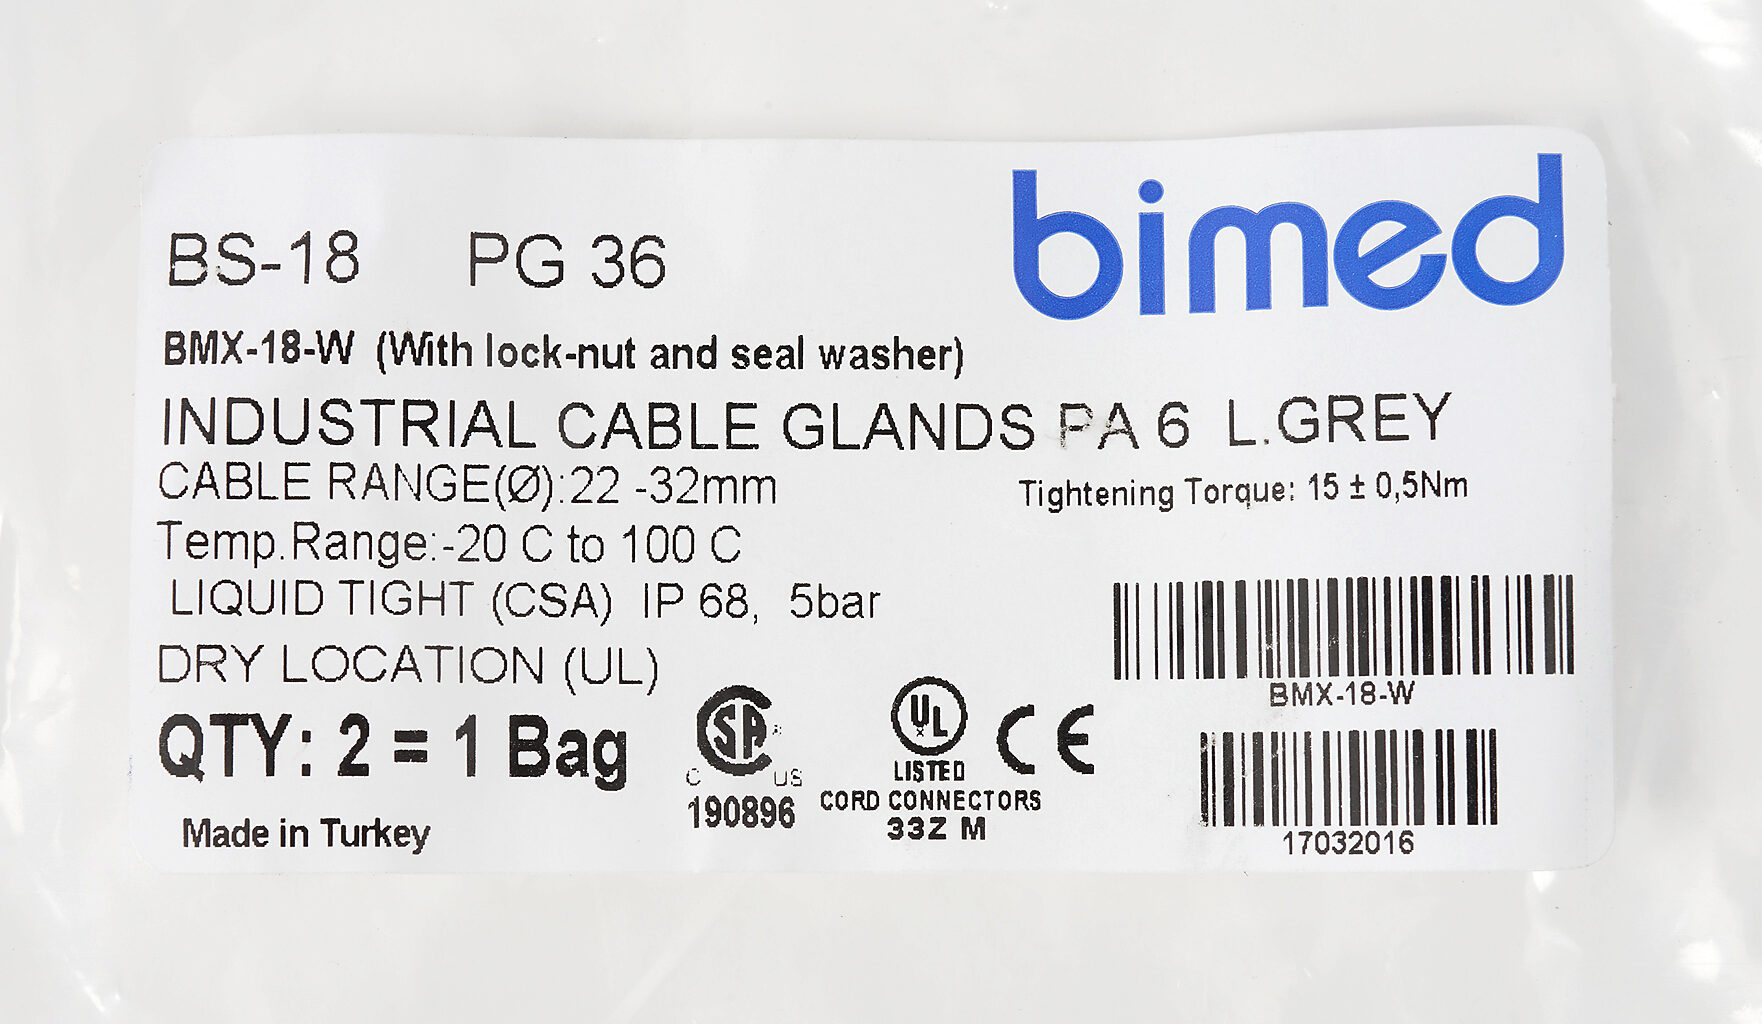 bimed
BS-18 PG 36
BMX-18-W (With lock-nut and seal washer)
INDUSTRIAL CABLE GLANDS PA 6 L.GREY
CABLE RANGE(Ø):22 -32mm
Tightening Torque: 15 ± 0,5Nm
Temp.Range:-20 C to 100 C
LIQUID TIGHT (CSA) IP 68, 5bar
DRY LOCATION (UL)
BMX-18-W
QTY: 2 = 1 Bag
CSA
C US
190896
UL
LISTED
CORD CONNECTORS
33Z M
CE
17032016
Made in Turkey